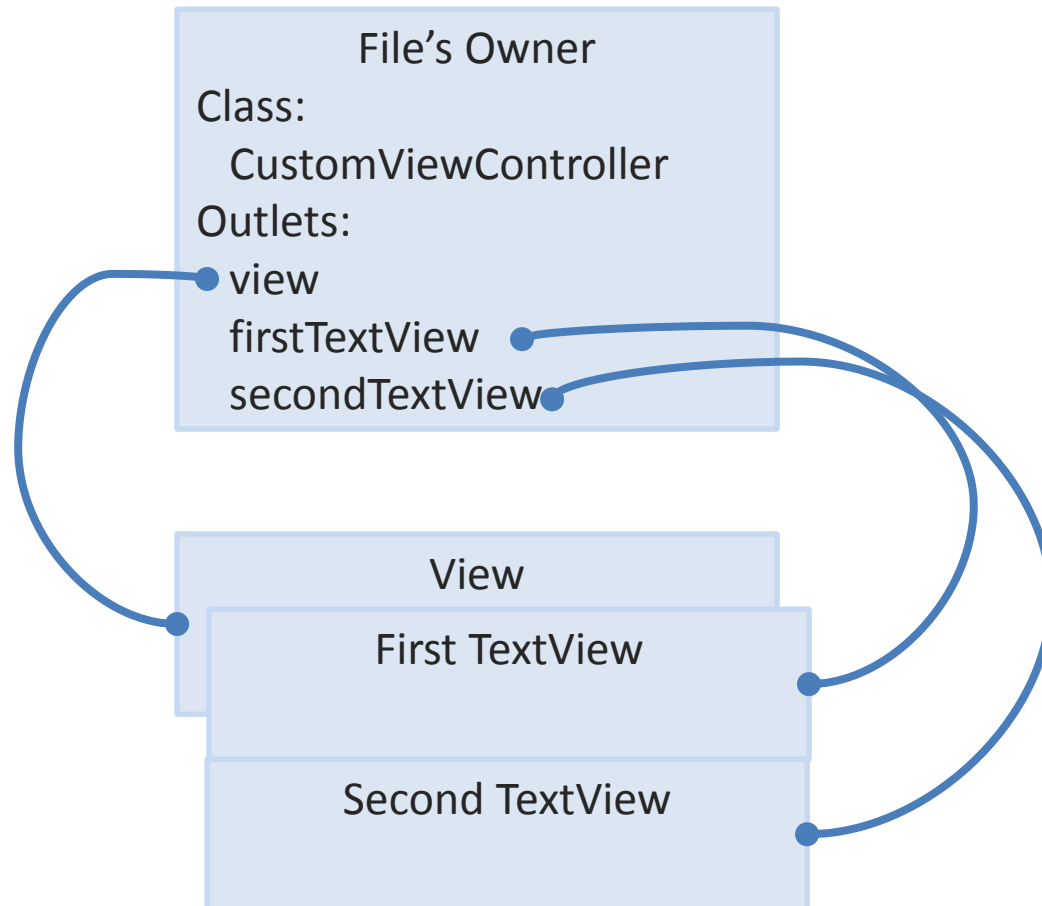 File’s Owner
Class:
CustomViewController
Outlets:
view
firstTextView
secondTextView
View
First TextView
Second TextView